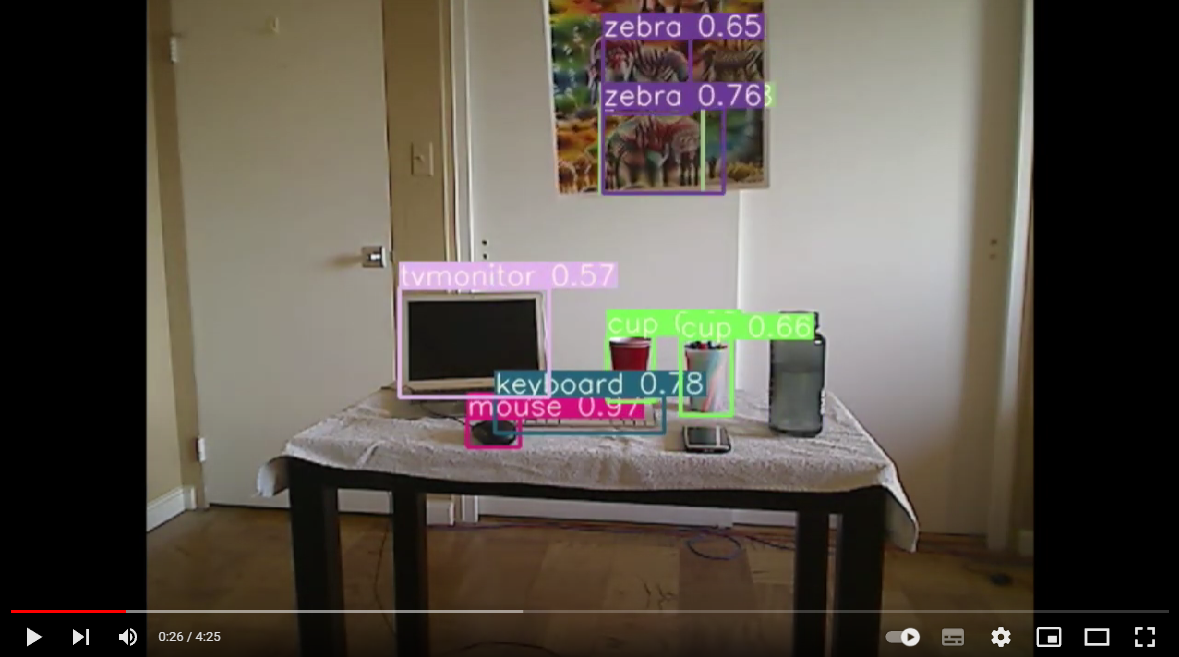 zebra 0.65
zebra 0.76
tvmonitor 0.57
cup
cup 0.66
keyboard 0.78
mouse 0.97
0:26 / 4:25